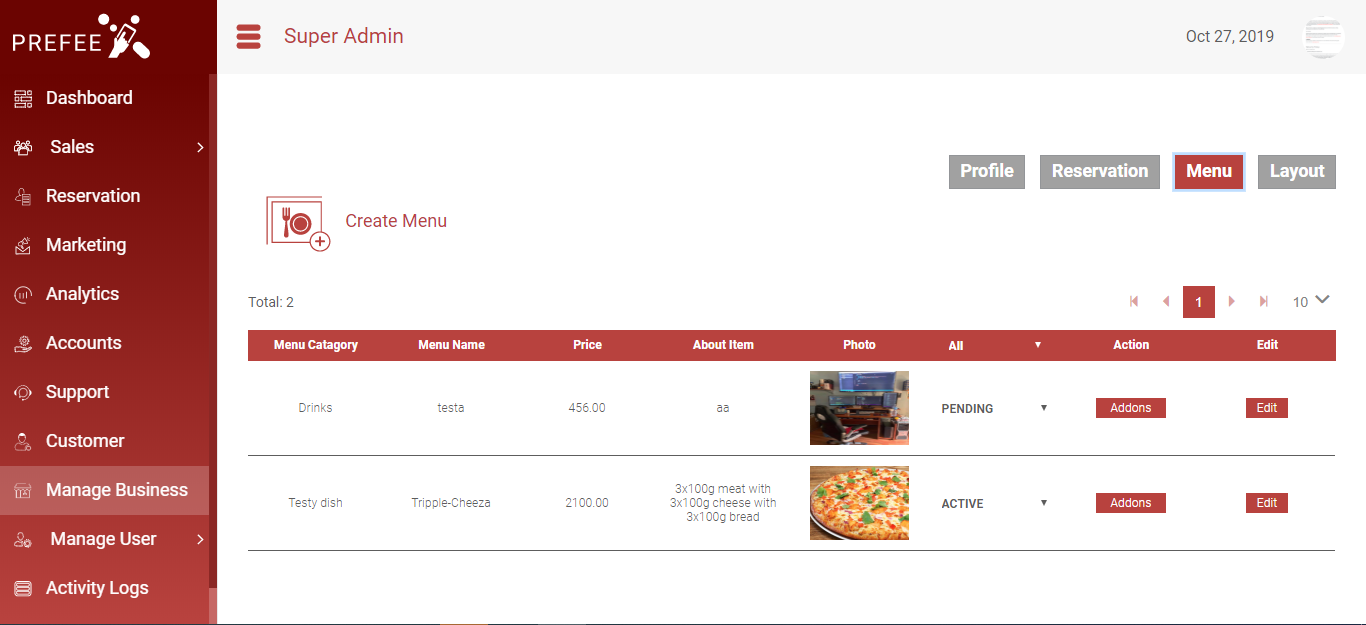 PREFEE
Super Admin
Oct 27, 2019
Dashboard
Sales
Reservation
Marketing
Analytics
Accounts
Support
Customer
Manage Business
Manage User
Activity Logs
Profile Reservation Menu Layout
Create Menu
Total: 2
1
10
Menu Catagory Menu Name Price About Item Photo All Action Edit
Drinks testa 456.00 aa PENDING Addons Edit
Testy dish Tripple-Cheeza 2100.00 3x100g meat with
3x100g cheese with
3x100g bread
ACTIVE Addons Edit